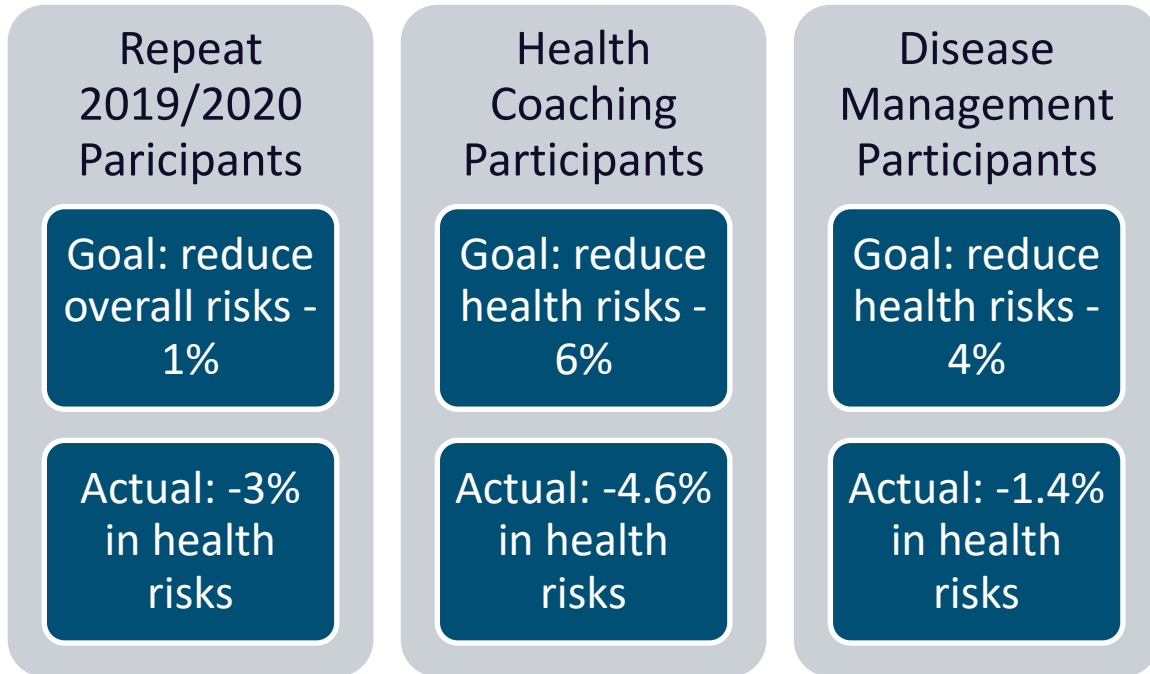 Repeat
2019/2020
Paricipants
Goal: reduce
overall risks -
1%
Actual: -3%
in health
risks
Health
Coaching
Participants
Goal: reduce
health risks -
6%
Actual: -4.6%
in health
risks
Disease
Management
Participants
Goal: reduce
health risks -
4%
Actual: -1.4%
in health
risks